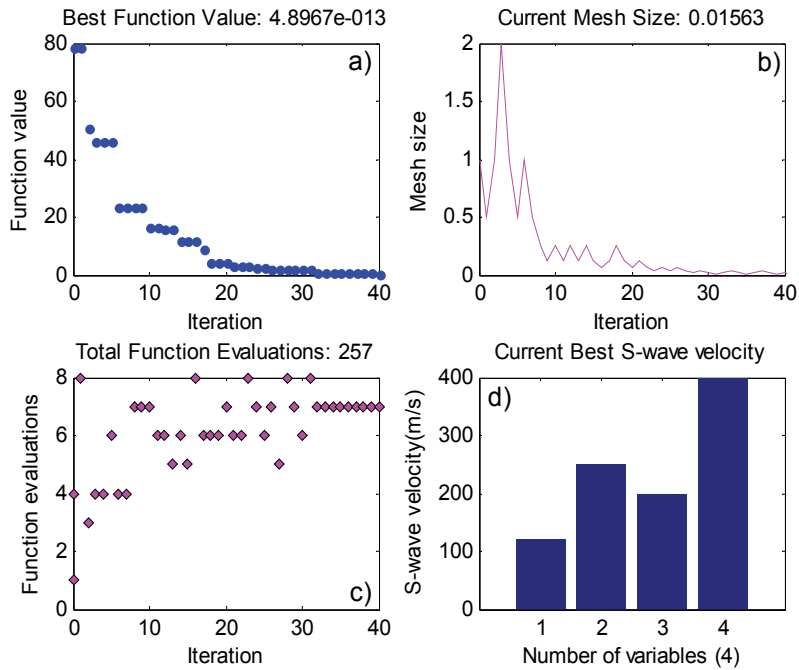 Best Function Value: 4.8967e-013
a)
Function value
80
60
40
20
0
0 10 20 30 40
Iteration
Current Mesh Size: 0.01563
b)
Mesh size
2
1.5
1
0.5
0
0 10 20 30 40
Iteration
Total Function Evaluations: 257
c)
Function evaluations
8
6
4
2
0
0 10 20 30 40
Iteration
Current Best S-wave velocity
d)
S-wave velocity(m/s)
400
300
200
100
0
1 2 3 4
Number of variables (4)